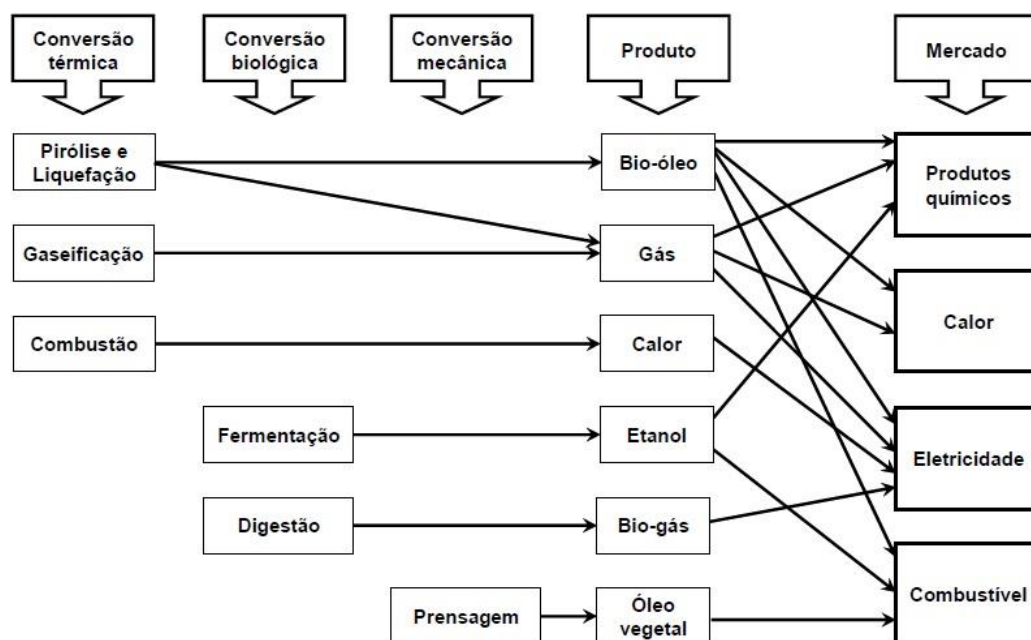 Conversão
térmica
Conversão
biológica
Conversão
mecânica
Produto
Mercado
Pirólise e
Liquefação
Bio-óleo
Produtos
químicos
Gaseificação
Gás
Calor
Combustão
Calor
Fermentação
Etanol
Eletricidade
Digestão
Bio-gás
Combustível
Prensagem
Óleo
vegetal